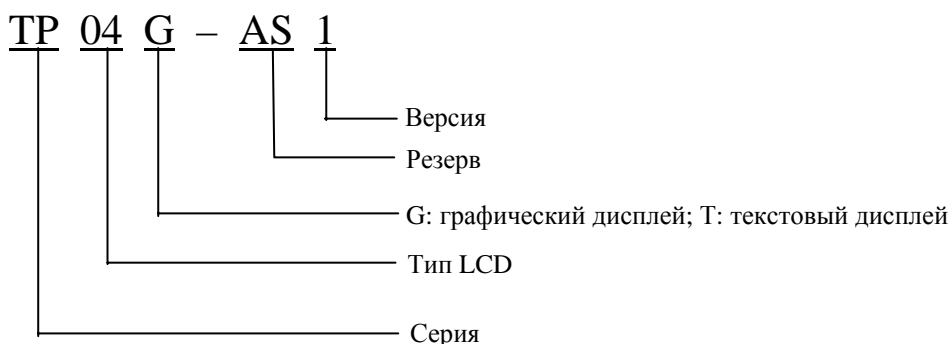 TP 04 G – AS 1
Версия
Резерв
G: графический дисплей; T: текстовый дисплей
Тип LCD
Серия